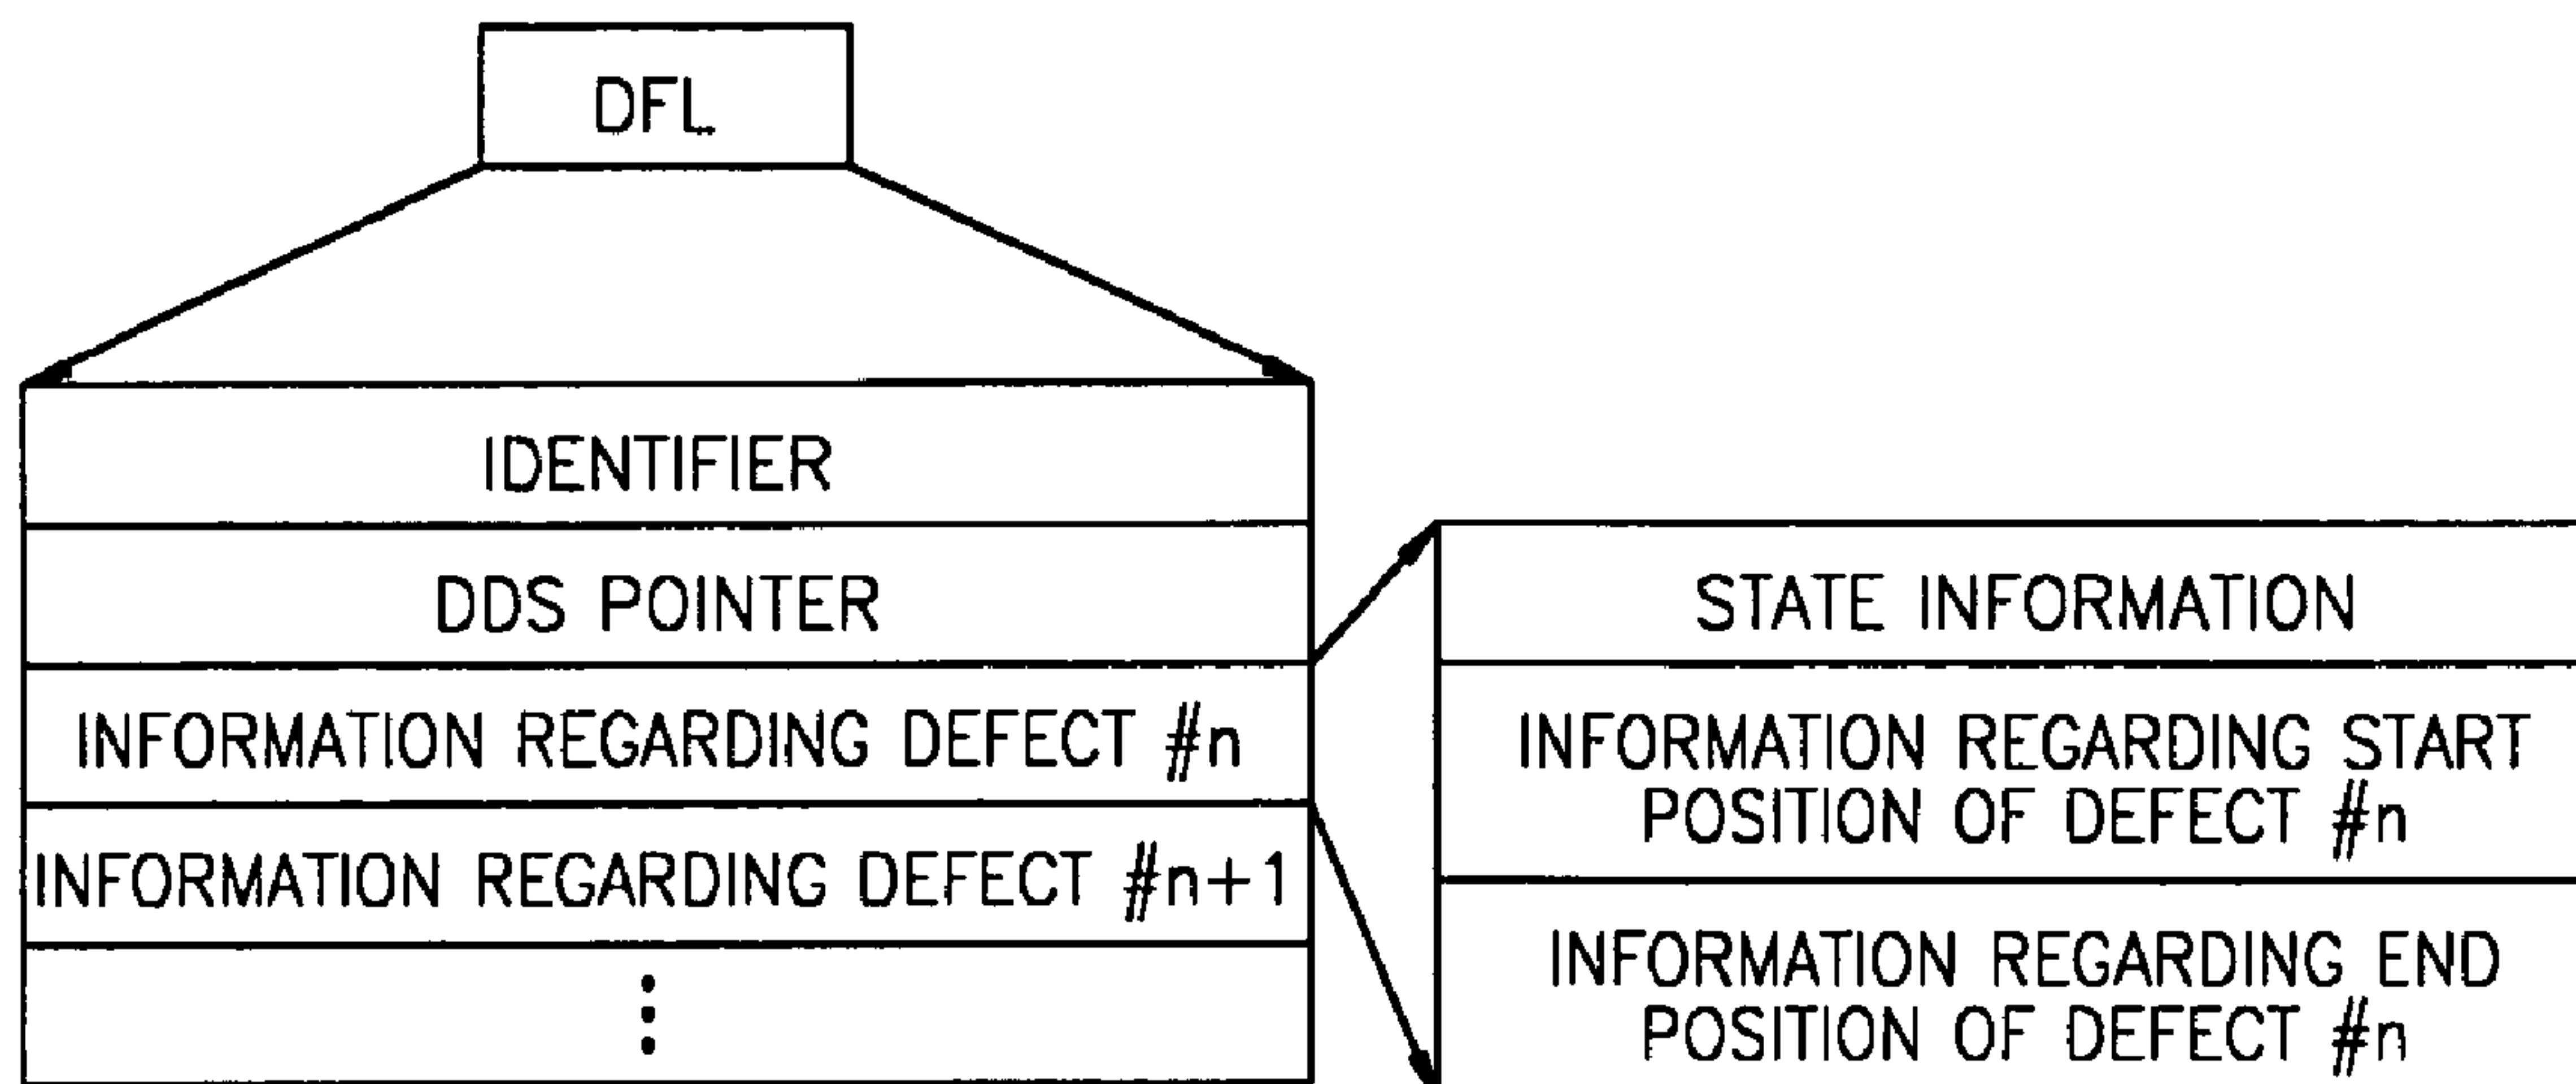 DFL
IDENTIFIER
DDS POINTER
INFORMATION REGARDING DEFECT #n
INFORMATION REGARDING DEFECT #n+1
⋮
STATE INFORMATION
INFORMATION REGARDING START
POSITION OF DEFECT #n
INFORMATION REGARDING END
POSITION OF DEFECT #n